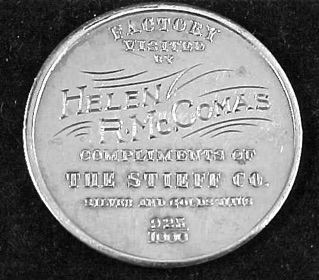 FACTORY
VISITED
BY
HELEN
R. MCCOMAS
COMPLIMENTS OF
THE STIEFF CO.
SILVER AND GOLDSMITHS
925
1000